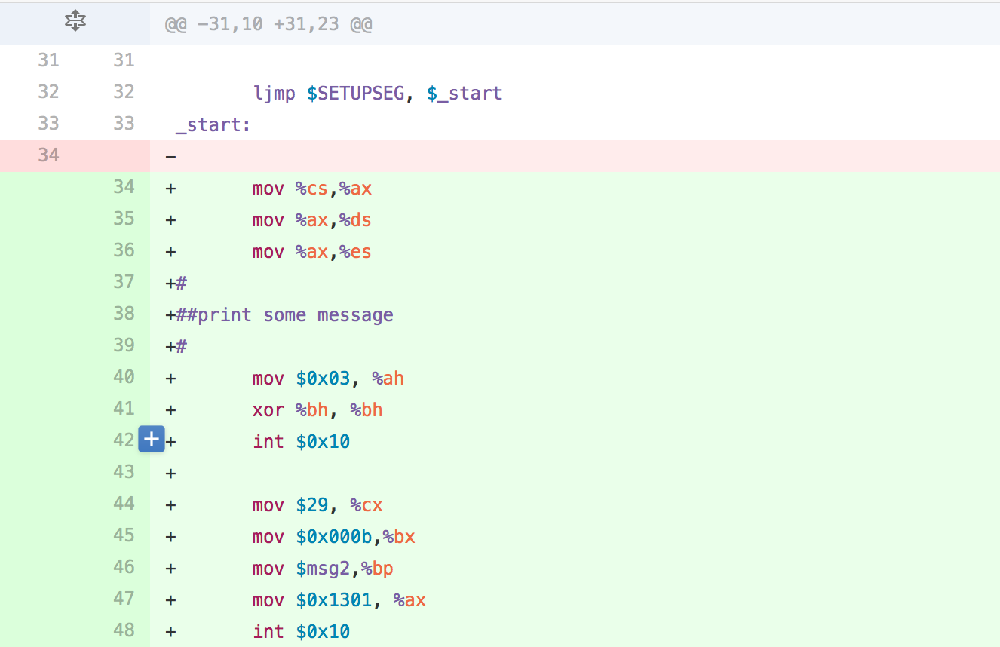 @@ -31,10 +31,23 @@
31 31
32 32 ljmp $SETUPSEG, $_start
33 33 _start:
34 -
34 + mov %cs,%ax
35 + mov %ax,%ds
36 + mov %ax,%es
37 +#
38 +##print some message
39 +#
40 + mov $0x03, %ah
41 + xor %bh, %bh
42 + int $0x10
43 +
44 + mov $29, %cx
45 + mov $0x000b,%bx
46 + mov $msg2,%bp
47 + mov $0x1301, %ax
48 + int $0x10